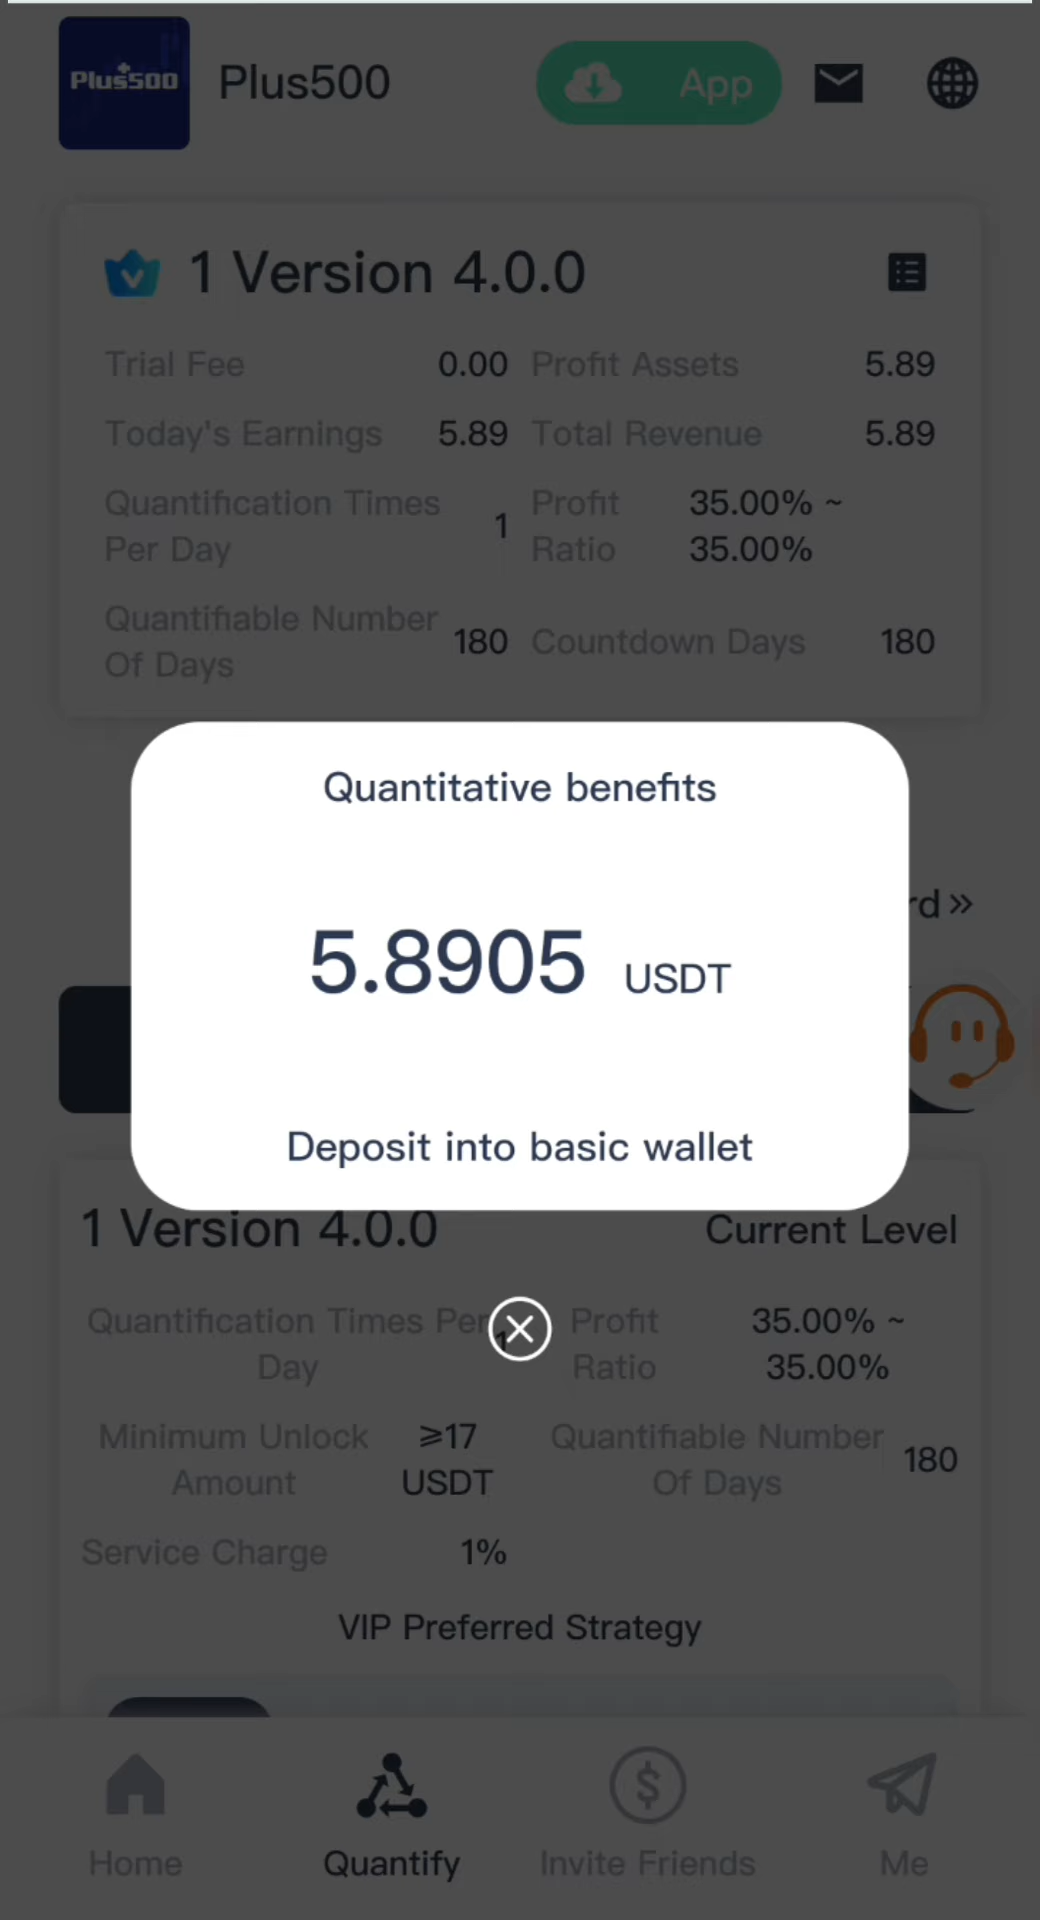 Plus500
Plus500
App
1 Version 4.0.0
Trial Fee 0.00 Profit Assets 5.89
Today's Earnings 5.89 Total Revenue 5.89
Quantification Times Per Day 1 Profit Ratio 35.00% ~ 35.00%
Quantifiable Number Of Days 180 Countdown Days 180
Quantitative benefits
rd »
5.8905 USDT
Deposit into basic wallet
1 Version 4.0.0 Current Level
Quantification Times Per Day 1 Profit Ratio 35.00% ~ 35.00%
Minimum Unlock Amount ⩾17 USDT Quantifiable Number Of Days 180
Service Charge 1%
VIP Preferred Strategy
Home Quantify Invite Friends Me